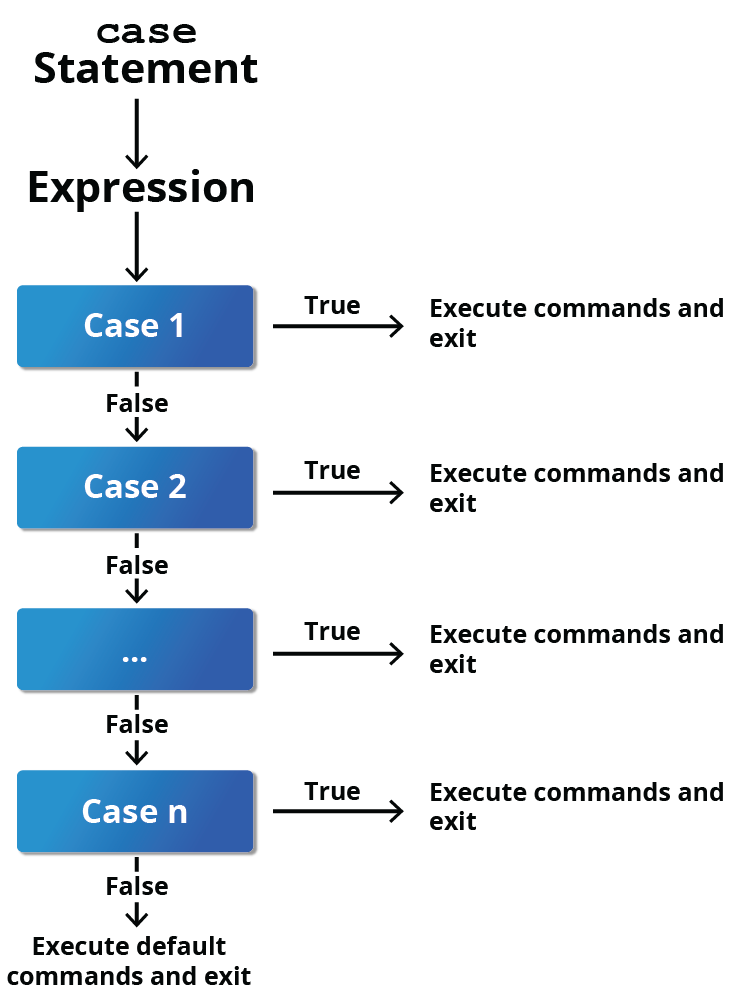 case
Statement
Expression
Case 1
True
Execute commands and
exit
False
Case 2
True
Execute commands and
exit
False
...
True
Execute commands and
exit
False
Case n
True
Execute commands and
exit
False
Execute default
commands and exit